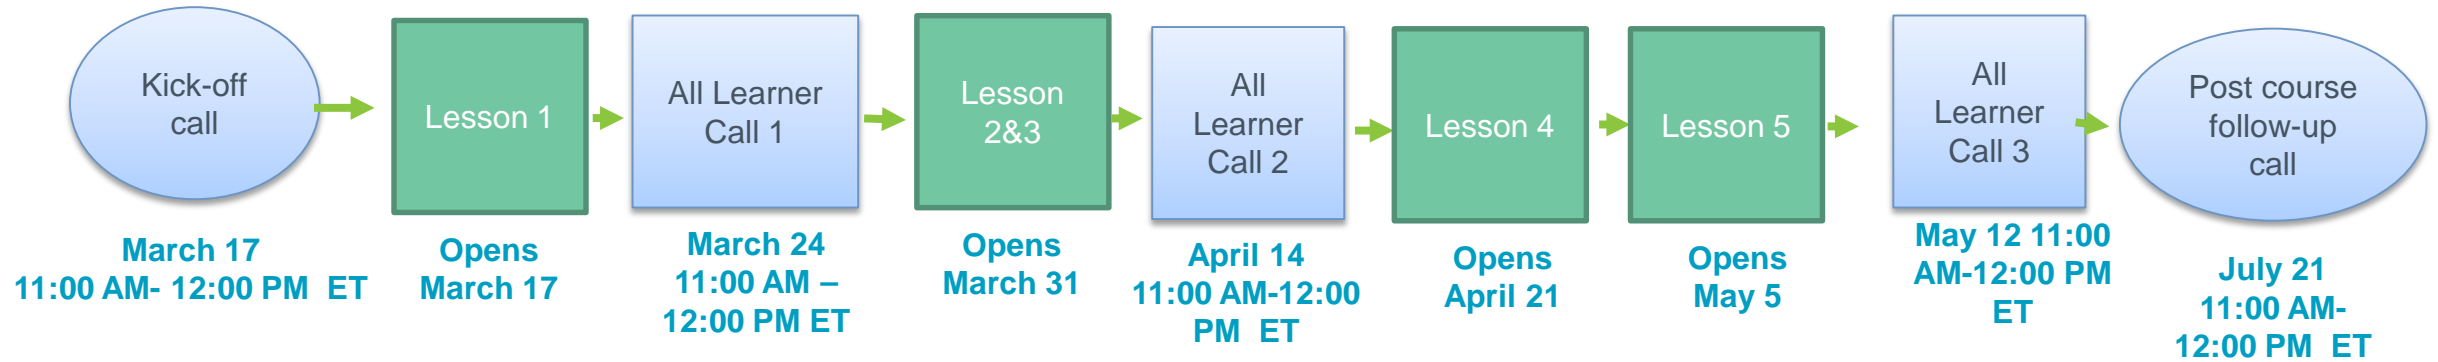 Kick-off
call
Lesson 1
All Learner
Call 1
Lesson
2&3
All
Learner
Call 2
Lesson 4
Lesson 5
All
Learner
Call 3
Post course
follow-up
call
March 17
11:00 AM- 12:00 PM  ET
Opens
March 17
March 24
11:00 AM –
12:00 PM ET
Opens
March 31
April 14
11:00 AM-12:00
PM  ET
Opens
April 21
Opens
May 5
May 12 11:00
AM-12:00 PM
ET
July 21
11:00 AM-
12:00 PM  ET